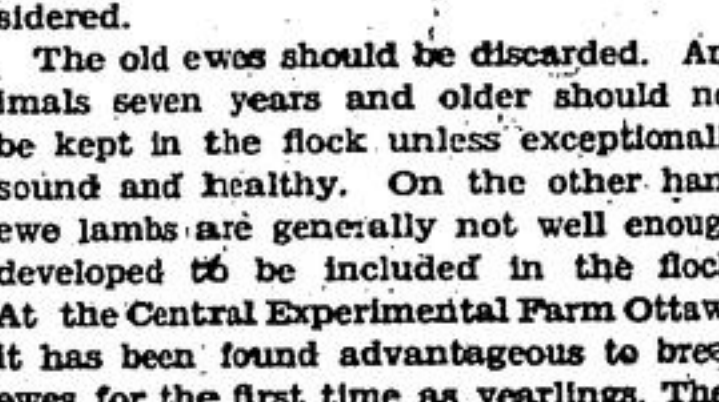 sidered.
The old ewes should be discarded. An
imals seven years and older should no
be kept in the flock unless exceptional
sound and healthy. On the other han
ewe lambs are generally not well enoug
developed to be included in the floc
At the Central Experimental Farm Ottaw
it has been found advantageous to bree
ewes for the first time as yearlings. The